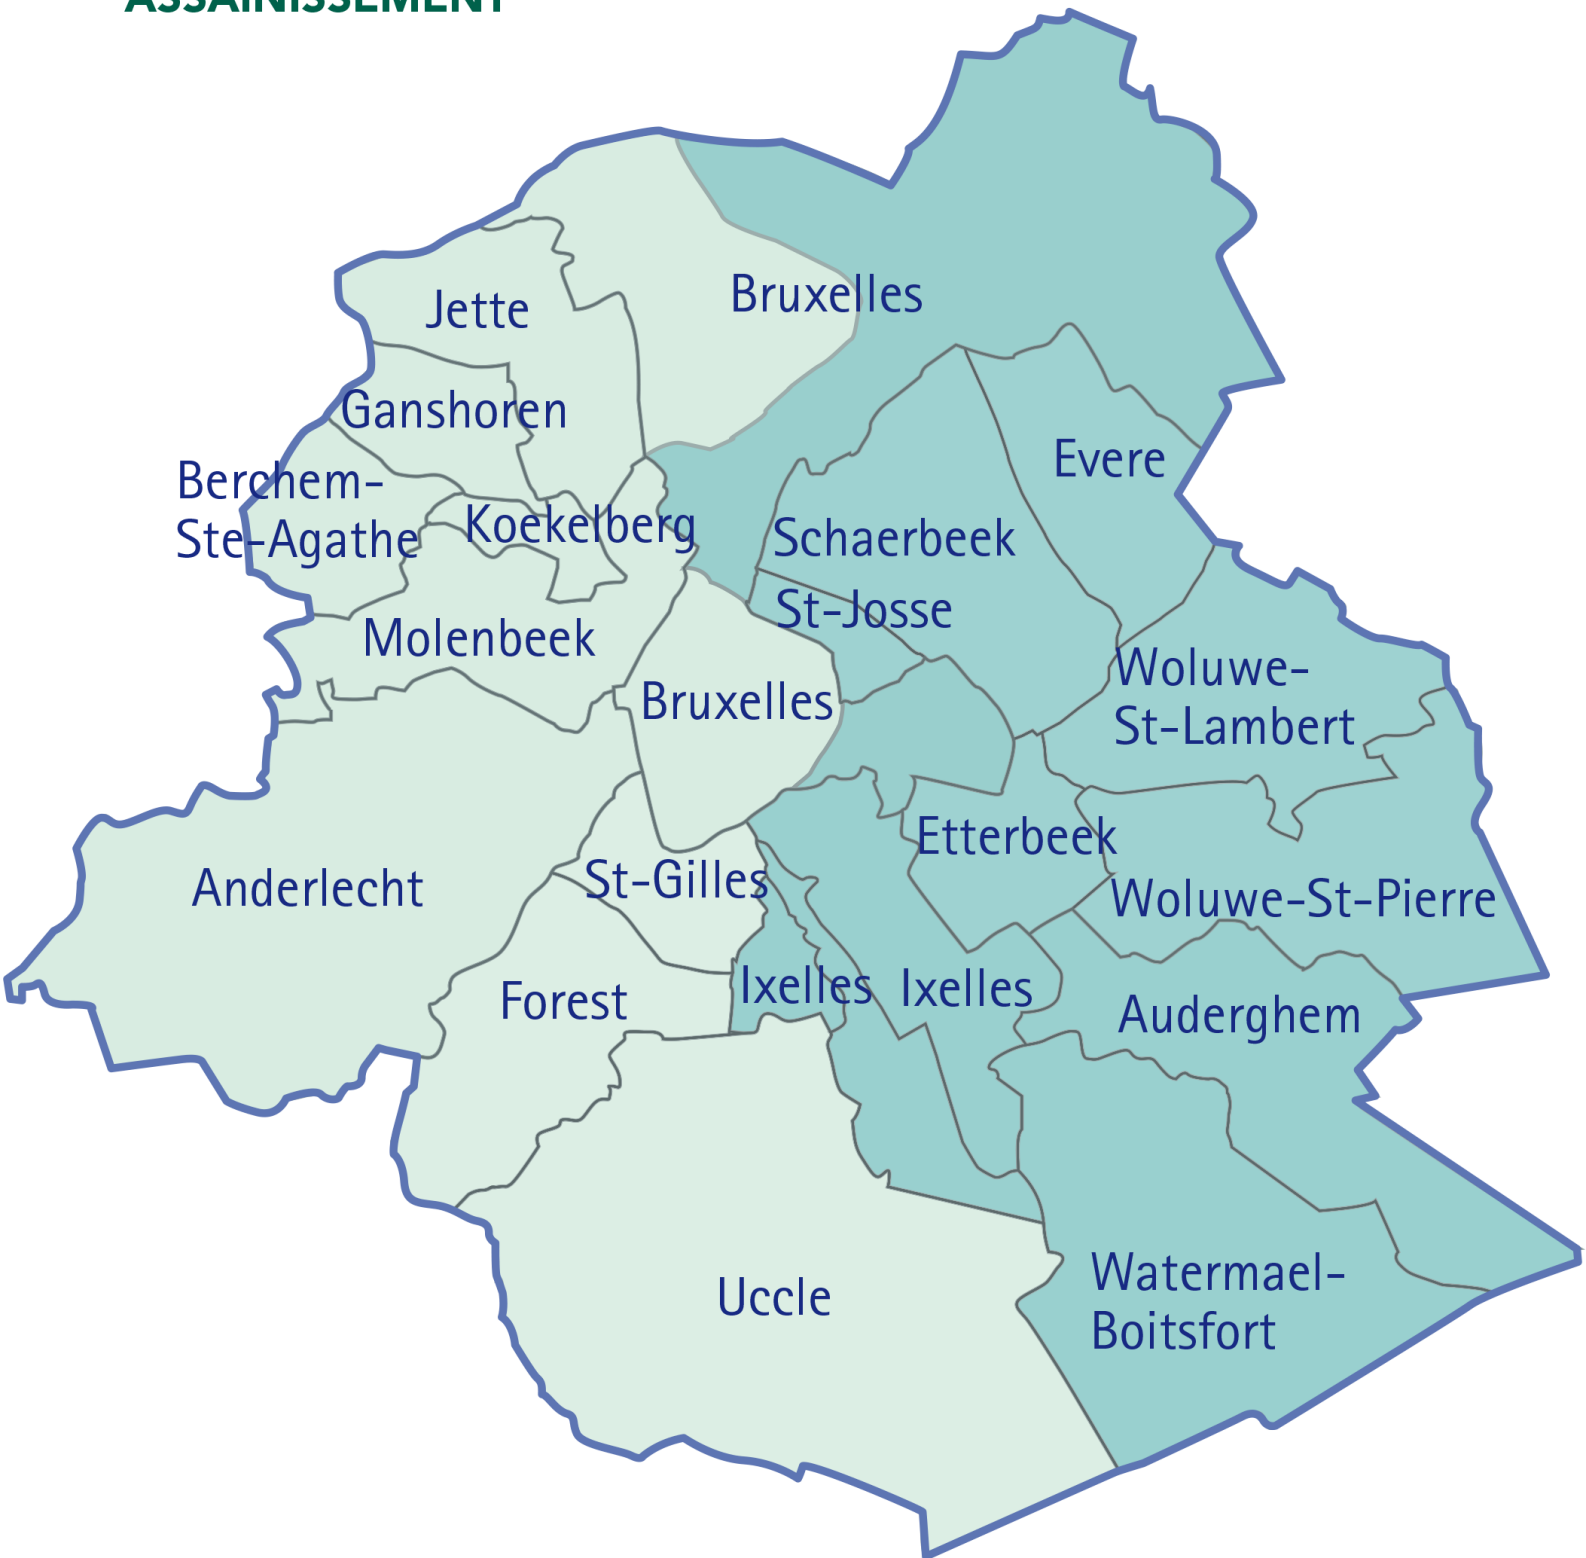 ASSAINISSEMENT
Bruxelles
Jette
Ganshoren
Evere
Berchem-
Ste-Agathe
Koekelberg
Schaerbeek
St-Josse
Molenbeek
Woluwe-
St-Lambert
Bruxelles
Etterbeek
Anderlecht
St-Gilles
Woluwe-St-Pierre
Ixelles
Ixelles
Forest
Auderghem
Uccle
Watermael-
Boitsfort